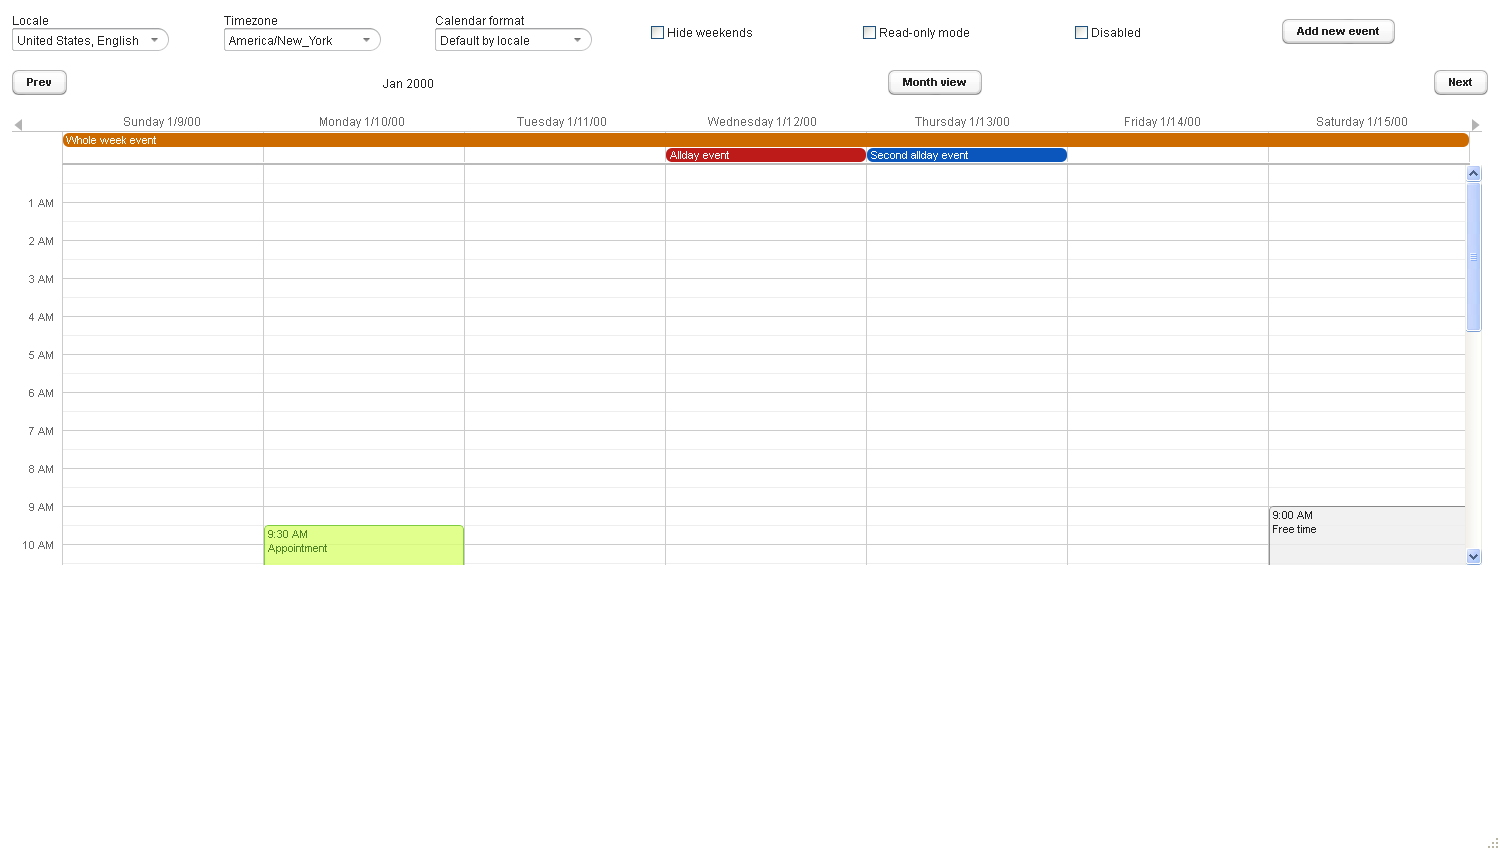 Locale
Timezone
Calendar format
United States, English
America/New_York
Default by locale
Hide weekends
Read-only mode
Disabled
Add new event
Prev
Jan 2000
Month view
Next
Sunday 1/9/00
Monday 1/10/00
Tuesday 1/11/00
Wednesday 1/12/00
Thursday 1/13/00
Friday 1/14/00
Saturday 1/15/00
Whole week event
Allday event
Second allday event
1 AM
2 AM
3 AM
4 AM
5 AM
6 AM
7 AM
8 AM
9 AM
10 AM
9:30 AM
Appointment
9:00 AM
Free time